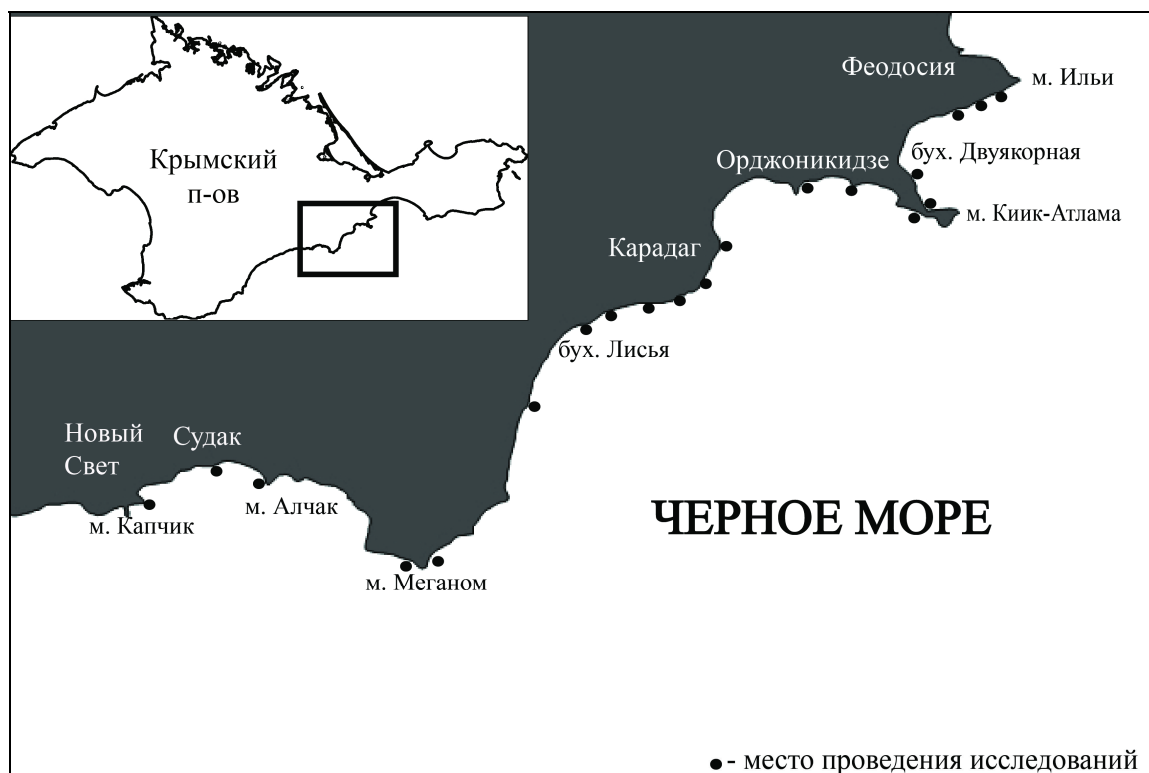 Крымский
п-ов
Феодосия
м. Ильи
бух. Двуякорная
Орджоникидзе
м. Киик-Атлама
Карадаг
бух. Лисья
Новый
Свет
Судак
м. Капчик
м. Алчак
м. Меганом
ЧЕРНОЕ МОРЕ
- место проведения исследований